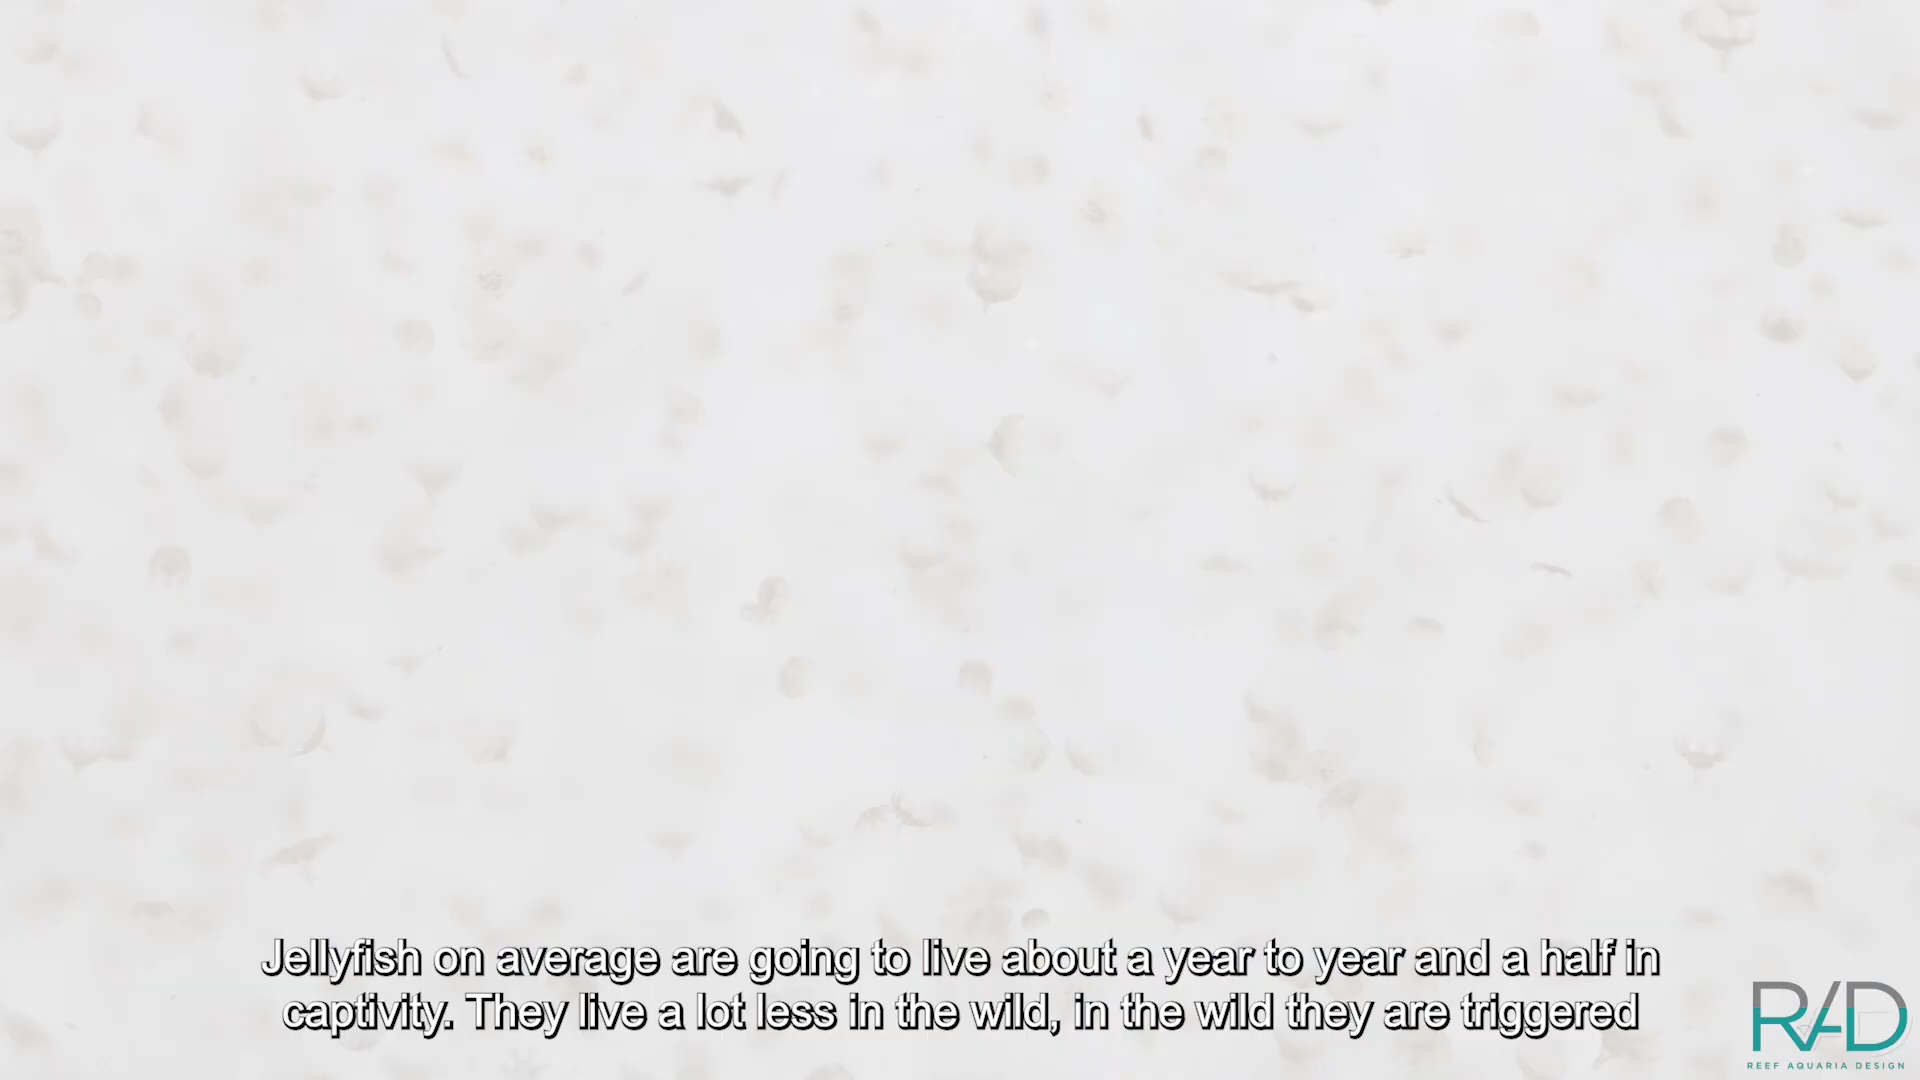 Jellyfish on average are going to live about a year to year and a half in
captivity. They live a lot less in the wild, in the wild they are triggered
RAD
REEF AQUARIA DESIGN